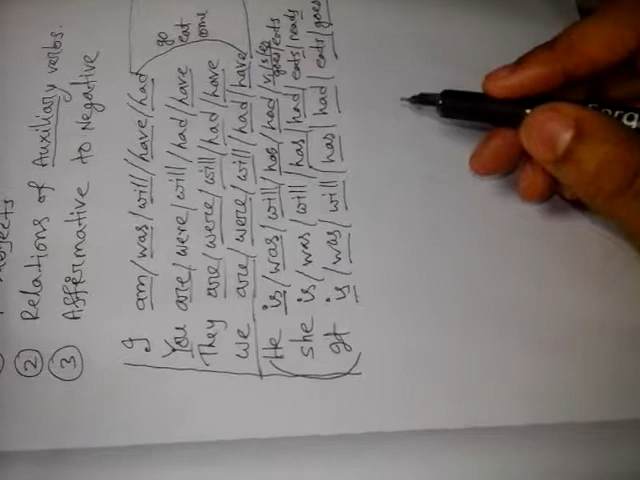 ② Relations of Auxiliary verbs.
③ Affirmative to Negative
I am/was/will/have/had
You are/were/will/had/have
They are/were/will/had/have
We are/were/will/had/have
go
eat
come
He is/was/will/has/had/
goes/eats
she is/was/will/has/had/eats/reads
It is/was/will/has/had/eats/goes